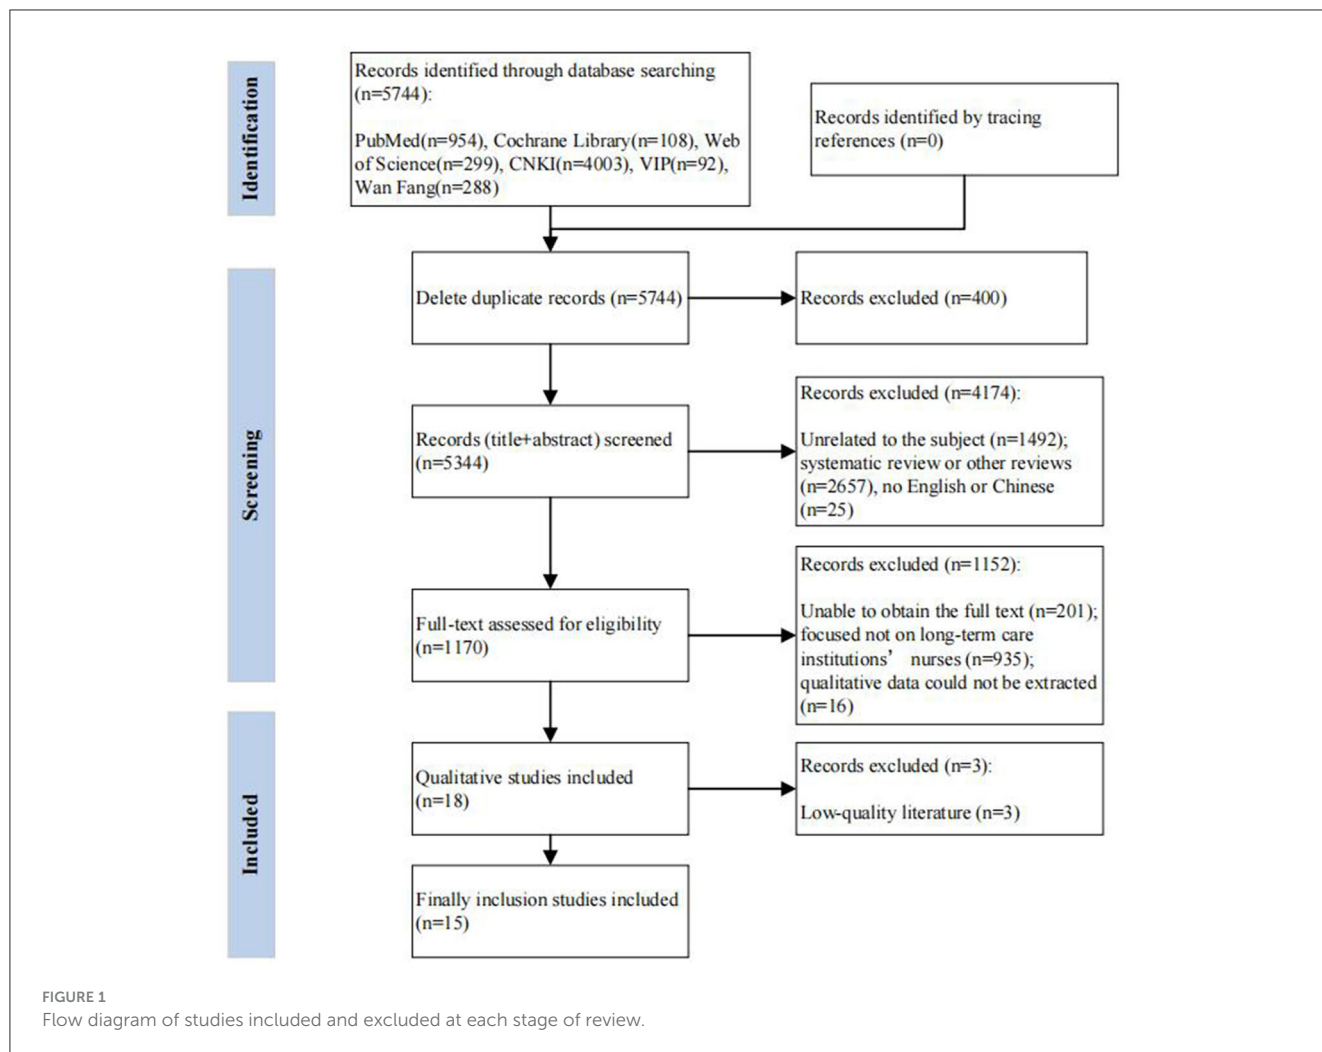 Identification
Records identified through database searching
(n=5744):
PubMed(n=954), Cochrane Library(n=108), Web
of Science(n=299), CNKI(n=4003), VIP(n=92),
Wan Fang(n=288)
Records identified by tracing
references (n=0)
Screening
Delete duplicate records (n=5744)
Records excluded (n=400)
Records (title+abstract) screened
(n=5344)
Records excluded (n=4174):
Unrelated to the subject (n=1492);
systematic review or other reviews
(n=2657), no English or Chinese
(n=25)
Full-text assessed for eligibility
(n=1170)
Records excluded (n=1152):
Unable to obtain the full text (n=201);
focused not on long-term care
institutions’ nurses (n=935);
qualitative data could not be extracted
(n=16)
Included
Qualitative studies included
(n=18)
Records excluded (n=3):
Low-quality literature (n=3)
Finally inclusion studies included
(n=15)
FIGURE 1
Flow diagram of studies included and excluded at each stage of review.